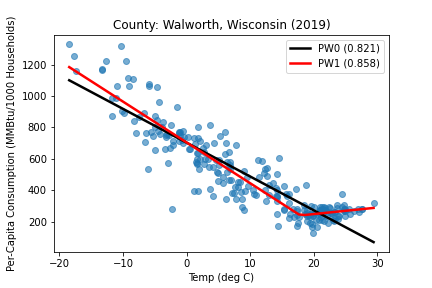 County: Walworth, Wisconsin (2019)
Per-Capita Consumption (MMBtu/1000 Households)
1200
1000
800
600
400
200
PW0 (0.821)
PW1 (0.858)
−20
−10
0
10
20
30
Temp (deg C)